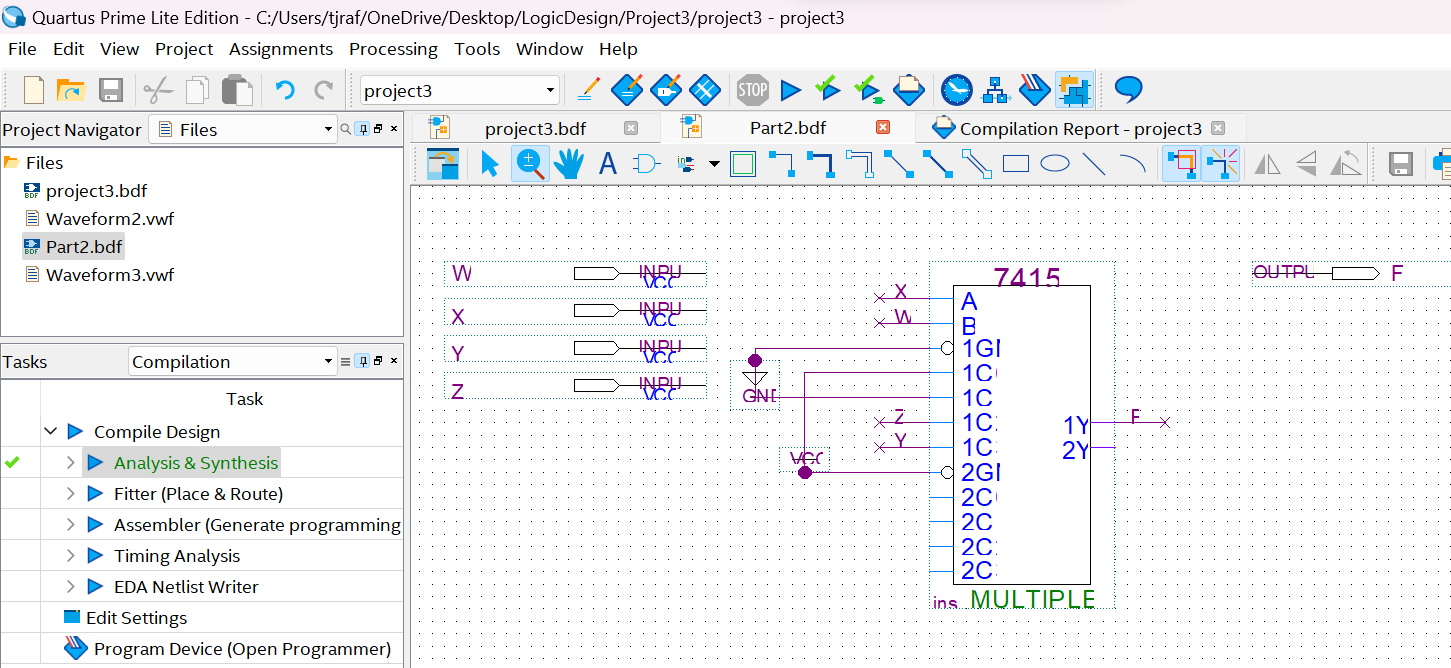 Quartus Prime Lite Edition - C:/Users/tjraf/OneDrive/Desktop/LogicDesign/Project3/project3 - project3
File Edit View Project Assignments Processing Tools Window Help
project3
STOP
Project Navigator Files
project3.bdf Part2.bdf Compilation Report - project3
Files
project3.bdf
Waveform2.vwf
Part2.bdf
Waveform3.vwf
Tasks Compilation
Task
Compile Design
Analysis & Synthesis
Fitter (Place & Route)
Assembler (Generate programming
Timing Analysis
EDA Netlist Writer
Edit Settings
Program Device (Open Programmer)
W INPU
VCC
X INPU
VCC
Y INPU
VCC
Z INPU
VCC
GND
VCC
7415
X A
W B
1GN
1C
1C
Z 1C
Y 1C
2GN
2C
2C
2C
2C
1Y F
2Y
ins MULTIPLE
OUTPU F